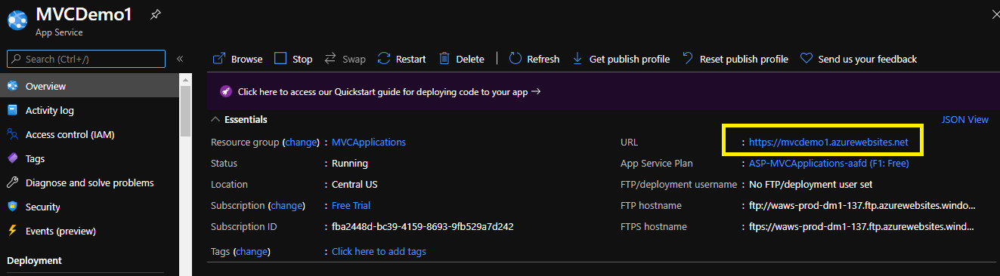 MVCDemo1
App Service
Search (Ctrl+/)
Overview
Activity log
Access control (IAM)
Tags
Diagnose and solve problems
Security
Events (preview)
Deployment
Browse Stop Swap Restart Delete Refresh Get publish profile Reset publish profile Send us your feedback
Click here to access our Quickstart guide for deploying code to your app →
Essentials JSON View
Resource group (change) : MVCApplications
Status : Running
Location : Central US
Subscription (change) : Free Trial
Subscription ID : fba2448d-bc39-4159-8693-9fb529a7d242
Tags (change) : Click here to add tags
URL : https://mvcdemo1.azurewebsites.net
App Service Plan : ASP-MVCApplications-aafd (F1: Free)
FTP/deployment username : No FTP/deployment user set
FTP hostname : ftp://waws-prod-dm1-137.ftp.azurewebsites.windo...
FTPS hostname : ftps://waws-prod-dm1-137.ftp.azurewebsites.wind...